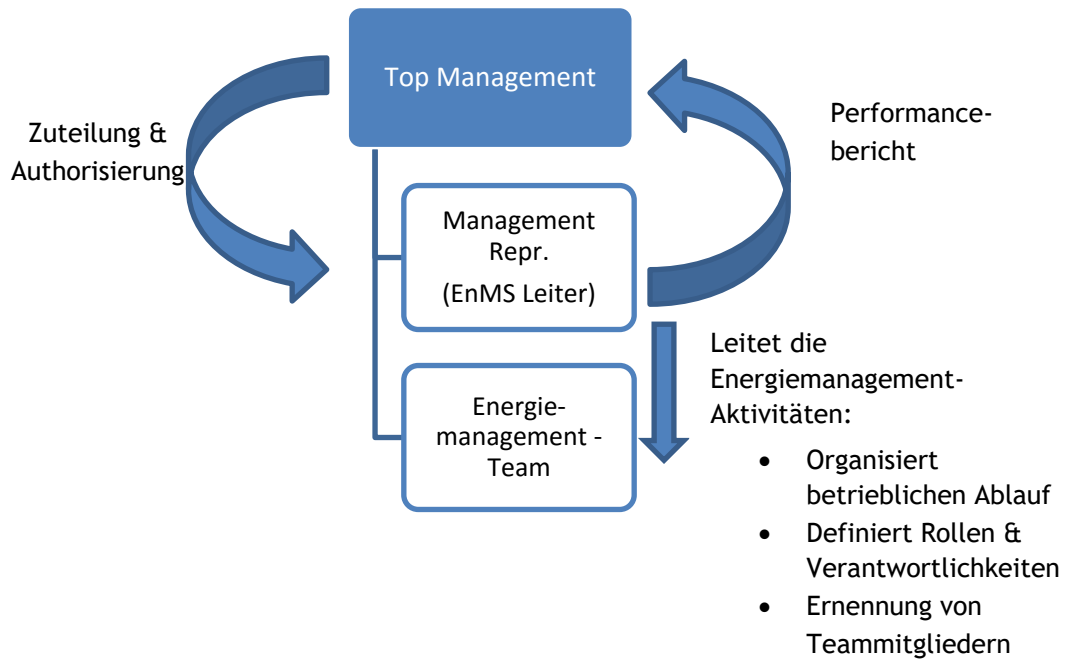 Top Management
Zuteilung &
Authorisierung
Performance-
bericht
Management
Repr.
(EnMS Leiter)
Leitet die
Energiemanagement-
Aktivitäten:
Energie-
management -
Team
• Organisiert
betrieblichen Ablauf
• Definiert Rollen &
Verantwortlichkeiten
• Ernennung von
Teammitgliedern